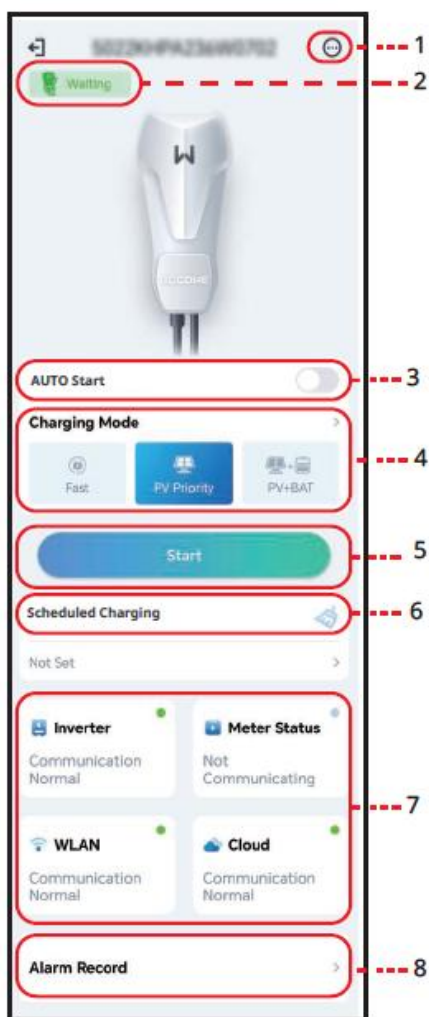 1
Waiting
2
AUTO Start
3
Charging Mode
Fast
PV Priority
PV+BAT
4
Start
5
Scheduled Charging
6
Not Set
Inverter
Meter Status
Communication
Normal
Not
Communicating
WLAN
Cloud
Communication
Normal
Communication
Normal
7
Alarm Record
8